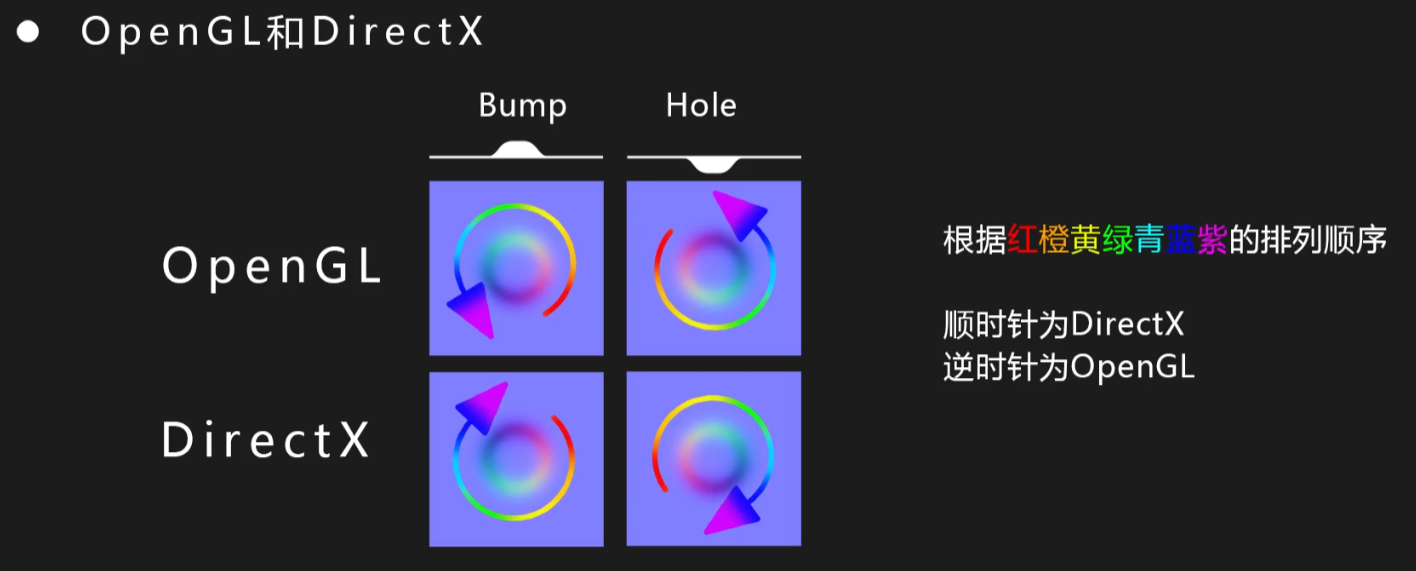 OpenGL和DirectX
Bump
Hole
OpenGL
根据红橙黄绿青蓝紫的排列顺序
顺时针为DirectX
逆时针为OpenGL
DirectX